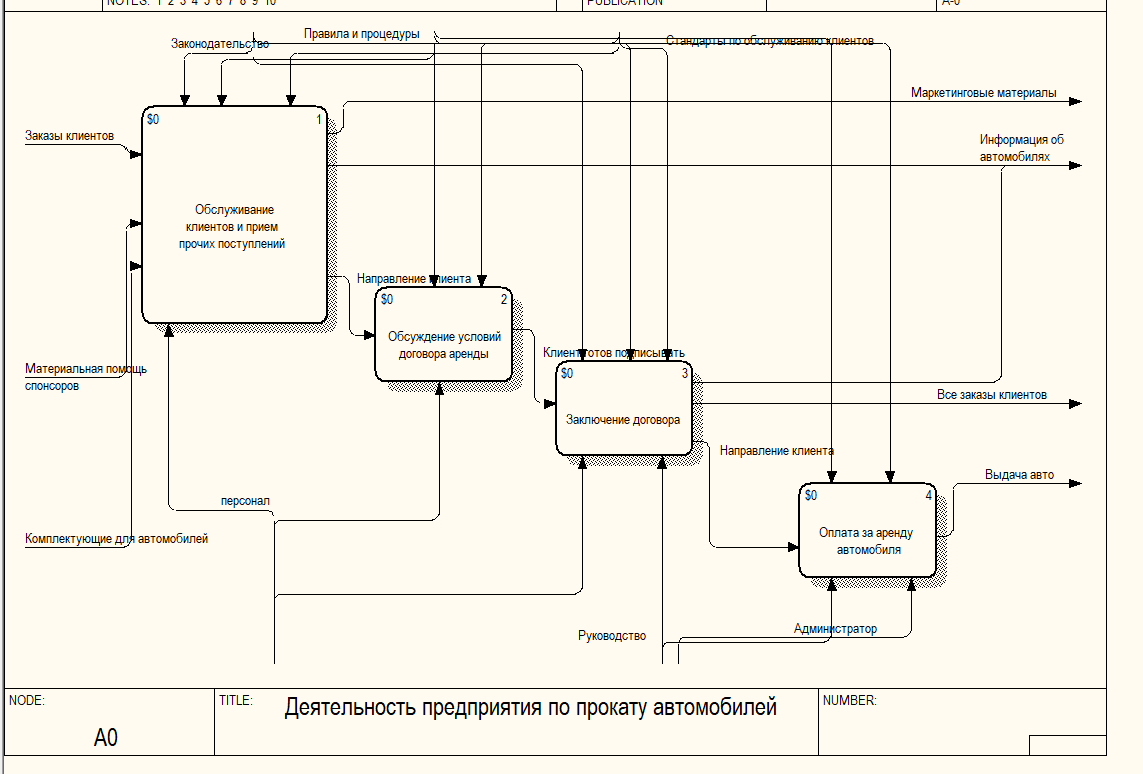 NOTES: 1 2 3 4 5 6 7 8 9 10
PUBLICATION
A-0
Правила и процедуры
Законодательство
Стандарты по обслуживанию клиентов
Маркетинговые материалы
$0 1
Заказы клиентов
Информация об
автомобилях
Обслуживание
клиентов и прием
прочих поступлений
Направление клиента
$0 2
Обсуждение условий
договора аренды
Клиент готов подписывать
Материальная помощь
спонсоров
$0 3
Все заказы клиентов
Заключение договора
Направление клиента
Выдача авто
персонал
$0 4
Комплектующие для автомобилей
Оплата за аренду
автомобиля
Руководство
Администратор
NODE:
A0
TITLE:
Деятельность предприятия по прокату автомобилей
NUMBER: